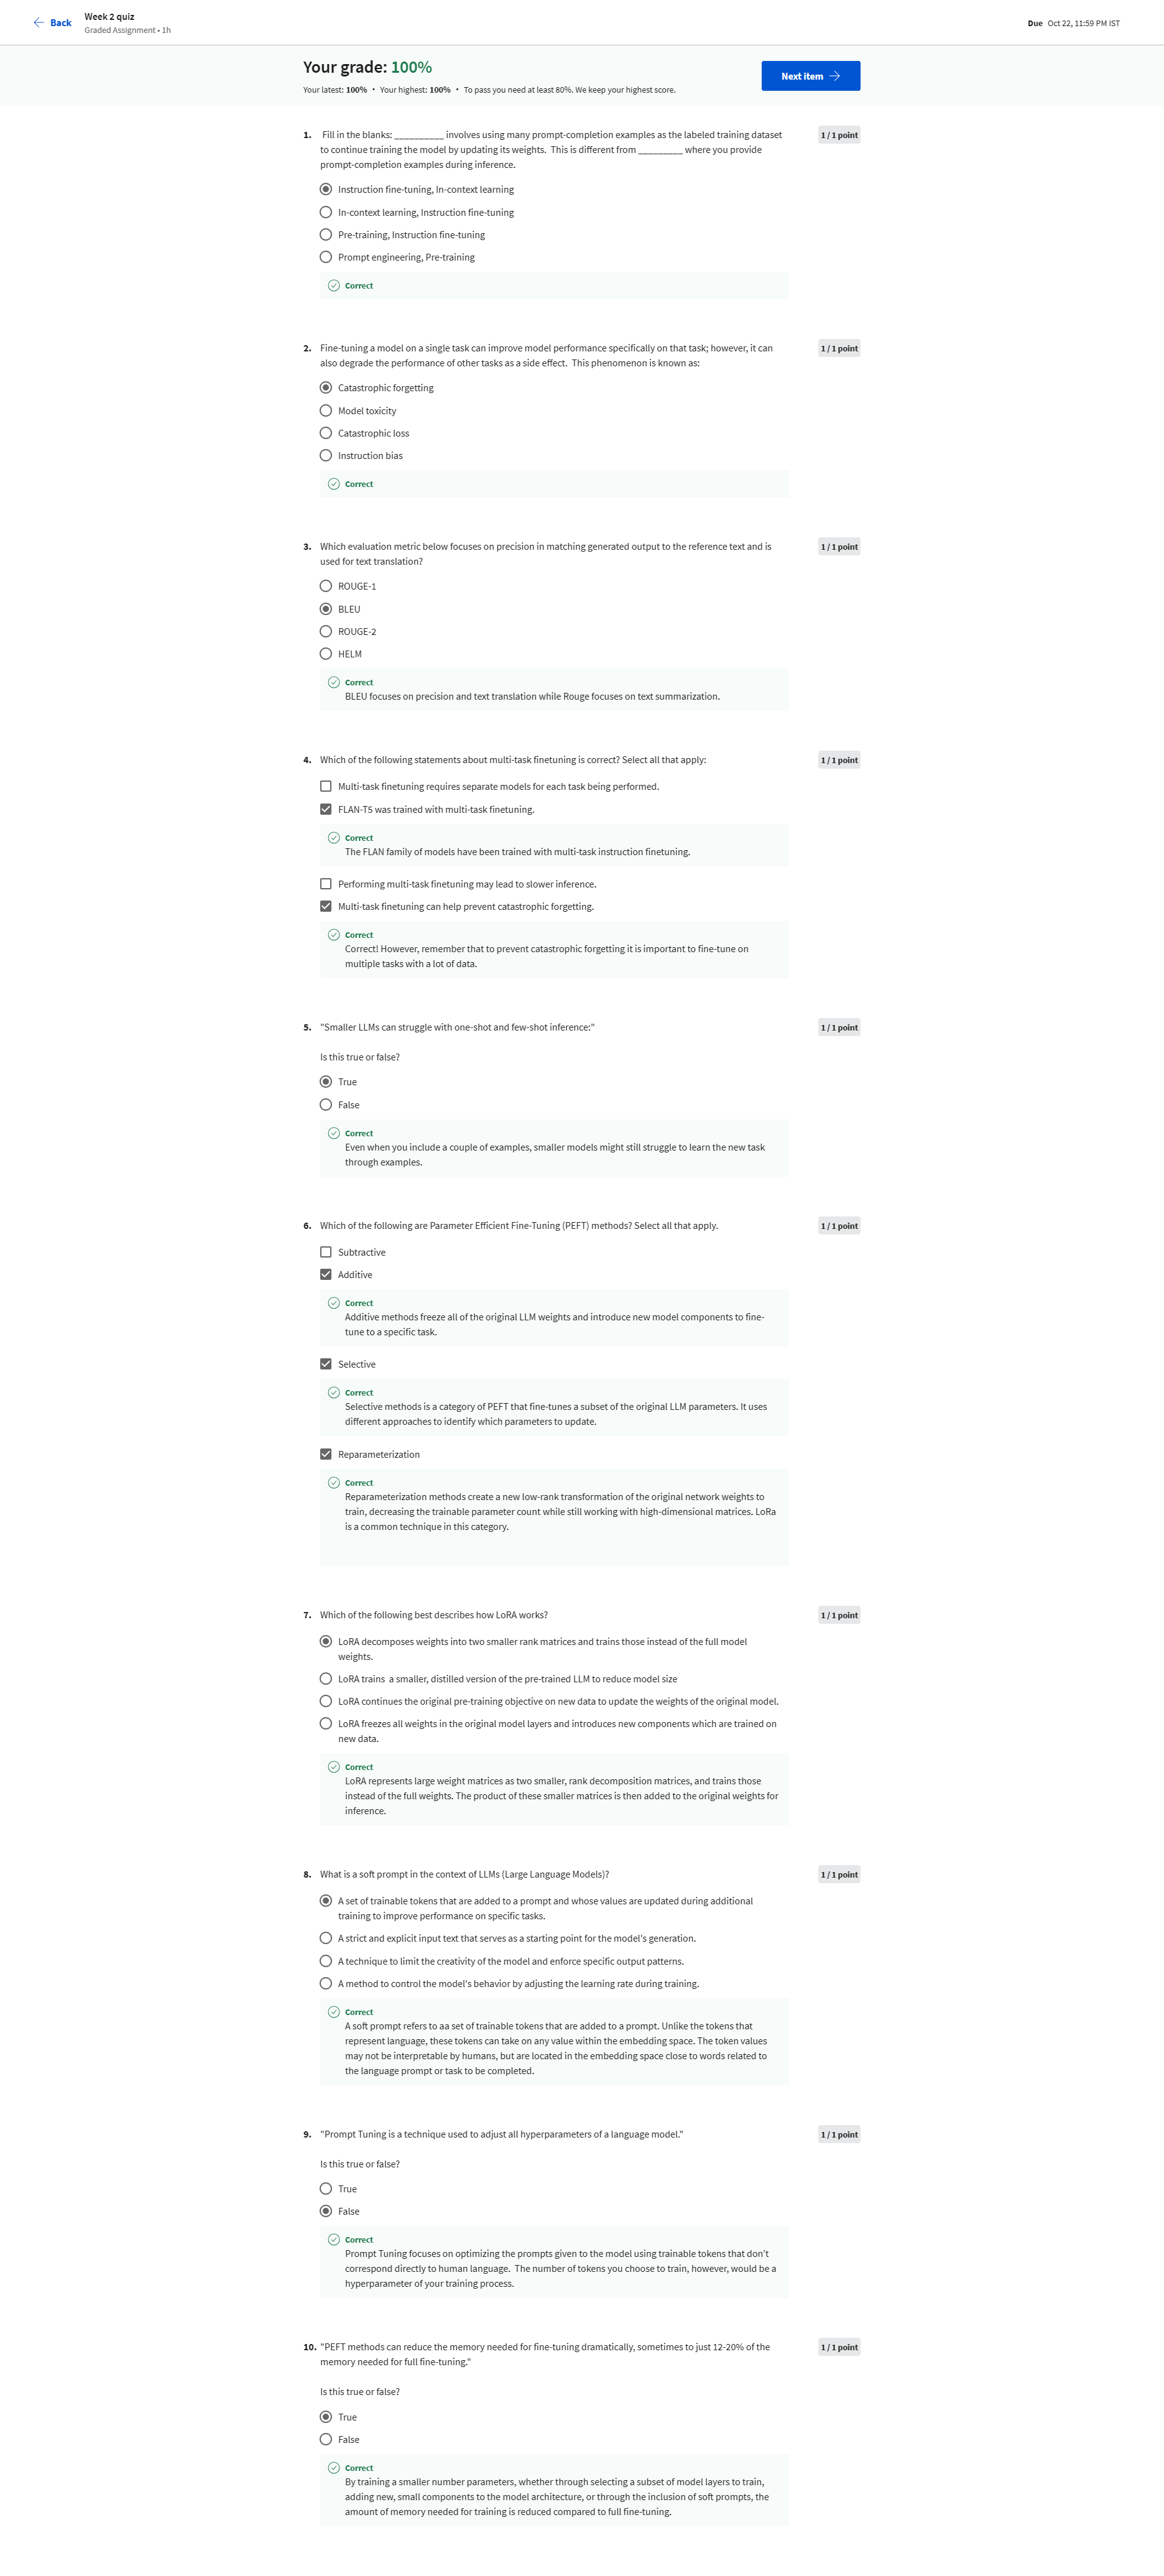 Back
Week 2 quiz
Graded Assignment • 1h
Due Oct 22, 11:59 PM IST
Your grade: 100%
Your latest: 100% • Your highest: 100% • To pass you need at least 80%. We keep your highest score.
Next item
1. Fill in the blanks: __________ involves using many prompt-completion examples as the labeled training dataset
to continue training the model by updating its weights. This is different from _________ where you provide
prompt-completion examples during inference.
1 / 1 point
Instruction fine-tuning, In-context learning
In-context learning, Instruction fine-tuning
Pre-training, Instruction fine-tuning
Prompt engineering, Pre-training
Correct
2. Fine-tuning a model on a single task can improve model performance specifically on that task; however, it can
also degrade the performance of other tasks as a side effect. This phenomenon is known as:
1 / 1 point
Catastrophic forgetting
Model toxicity
Catastrophic loss
Instruction bias
Correct
3. Which evaluation metric below focuses on precision in matching generated output to the reference text and is
used for text translation?
1 / 1 point
ROUGE-1
BLEU
ROUGE-2
HELM
Correct
BLEU focuses on precision and text translation while Rouge focuses on text summarization.
4. Which of the following statements about multi-task finetuning is correct? Select all that apply:
1 / 1 point
Multi-task finetuning requires separate models for each task being performed.
FLAN-T5 was trained with multi-task finetuning.
Correct
The FLAN family of models have been trained with multi-task instruction finetuning.
Performing multi-task finetuning may lead to slower inference.
Multi-task finetuning can help prevent catastrophic forgetting.
Correct
Correct! However, remember that to prevent catastrophic forgetting it is important to fine-tune on
multiple tasks with a lot of data.
5. "Smaller LLMs can struggle with one-shot and few-shot inference:"
1 / 1 point
Is this true or false?
True
False
Correct
Even when you include a couple of examples, smaller models might still struggle to learn the new task
through examples.
6. Which of the following are Parameter Efficient Fine-Tuning (PEFT) methods? Select all that apply.
1 / 1 point
Subtractive
Additive
Correct
Additive methods freeze all of the original LLM weights and introduce new model components to fine-
tune to a specific task.
Selective
Correct
Selective methods is a category of PEFT that fine-tunes a subset of the original LLM parameters. It uses
different approaches to identify which parameters to update.
Reparameterization
Correct
Reparameterization methods create a new low-rank transformation of the original network weights to
train, decreasing the trainable parameter count while still working with high-dimensional matrices. LoRa
is a common technique in this category.
7. Which of the following best describes how LoRA works?
1 / 1 point
LoRA decomposes weights into two smaller rank matrices and trains those instead of the full model
weights.
LoRA trains a smaller, distilled version of the pre-trained LLM to reduce model size
LoRA continues the original pre-training objective on new data to update the weights of the original model.
LoRA freezes all weights in the original model layers and introduces new components which are trained on
new data.
Correct
LoRA represents large weight matrices as two smaller, rank decomposition matrices, and trains those
instead of the full weights. The product of these smaller matrices is then added to the original weights for
inference.
8. What is a soft prompt in the context of LLMs (Large Language Models)?
1 / 1 point
A set of trainable tokens that are added to a prompt and whose values are updated during additional
training to improve performance on specific tasks.
A strict and explicit input text that serves as a starting point for the model's generation.
A technique to limit the creativity of the model and enforce specific output patterns.
A method to control the model's behavior by adjusting the learning rate during training.
Correct
A soft prompt refers to aa set of trainable tokens that are added to a prompt. Unlike the tokens that
represent language, these tokens can take on any value within the embedding space. The token values
may not be interpretable by humans, but are located in the embedding space close to words related to
the language prompt or task to be completed.
9. "Prompt Tuning is a technique used to adjust all hyperparameters of a language model."
1 / 1 point
Is this true or false?
True
False
Correct
Prompt Tuning focuses on optimizing the prompts given to the model using trainable tokens that don't
correspond directly to human language. The number of tokens you choose to train, however, would be a
hyperparameter of your training process.
10. "PEFT methods can reduce the memory needed for fine-tuning dramatically, sometimes to just 12-20% of the
memory needed for full fine-tuning."
1 / 1 point
Is this true or false?
True
False
Correct
By training a smaller number parameters, whether through selecting a subset of model layers to train,
adding new, small components to the model architecture, or through the inclusion of soft prompts, the
amount of memory needed for training is reduced compared to full fine-tuning.